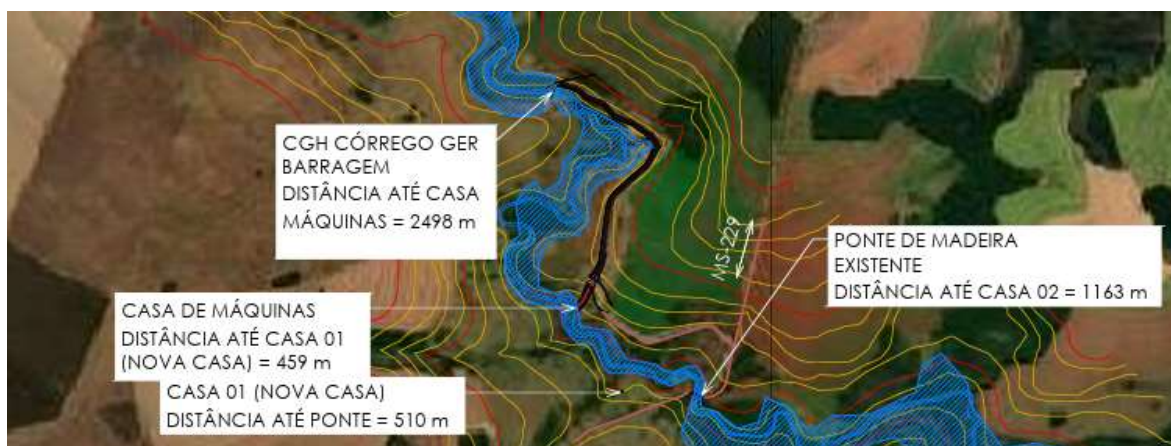 CGH CÓRREGO GER
BARRAGEM
DISTÂNCIA ATÉ CASA
MÁQUINAS = 2498 m
MS-229
PONTE DE MADEIRA
EXISTENTE
DISTÂNCIA ATÉ CASA 02 = 1163 m
CASA DE MÁQUINAS
DISTÂNCIA ATÉ CASA 01
(NOVA CASA) = 459 m
CASA 01 (NOVA CASA)
DISTÂNCIA ATÉ PONTE = 510 m